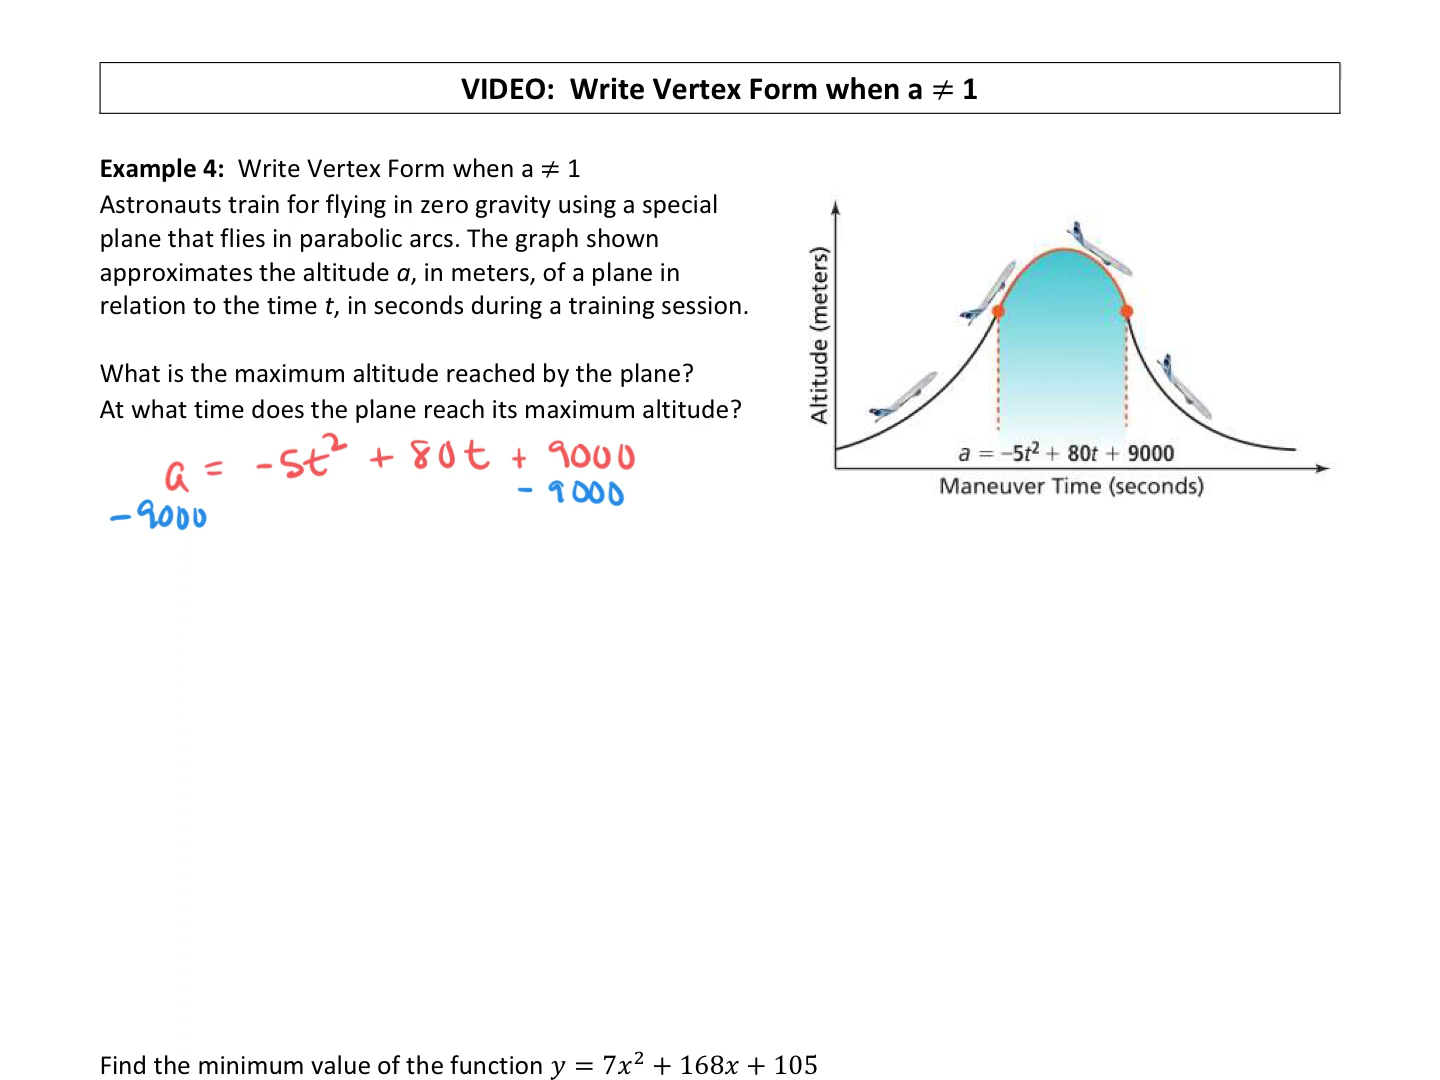 VIDEO: Write Vertex Form when a ≠ 1
Example 4: Write Vertex Form when a ≠ 1
Astronauts train for flying in zero gravity using a special
plane that flies in parabolic arcs. The graph shown
approximates the altitude a, in meters, of a plane in
relation to the time t, in seconds during a training session.
What is the maximum altitude reached by the plane?
At what time does the plane reach its maximum altitude?
a = -5t² + 80t + 9000
- 9000
-9000
Altitude (meters)
a = −5t² + 80t + 9000
Maneuver Time (seconds)
Find the minimum value of the function y = 7x² + 168x + 105